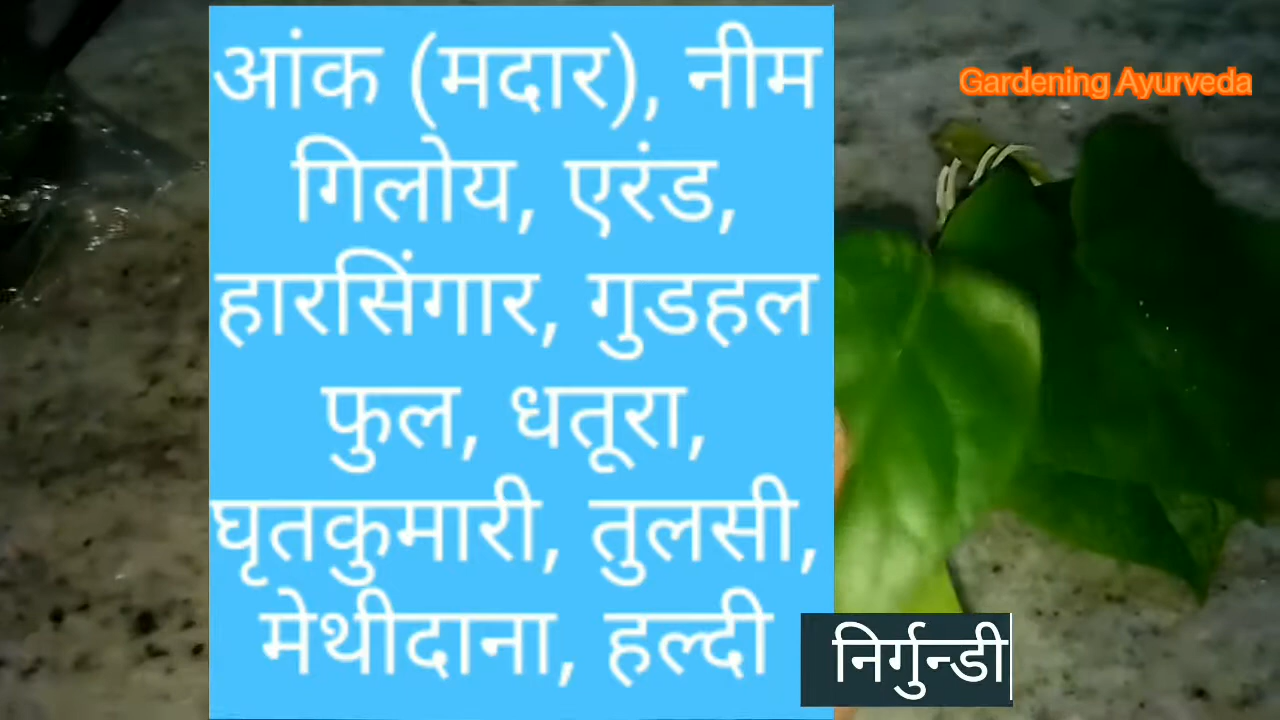 आंक (मदार), नीम
गिलोय, एरंड,
हारसिंगार, गुडहल
फुल, धतूरा,
घृतकुमारी, तुलसी,
मेथीदाना, हल्दी
निर्गुन्डी
Gardening Ayurveda